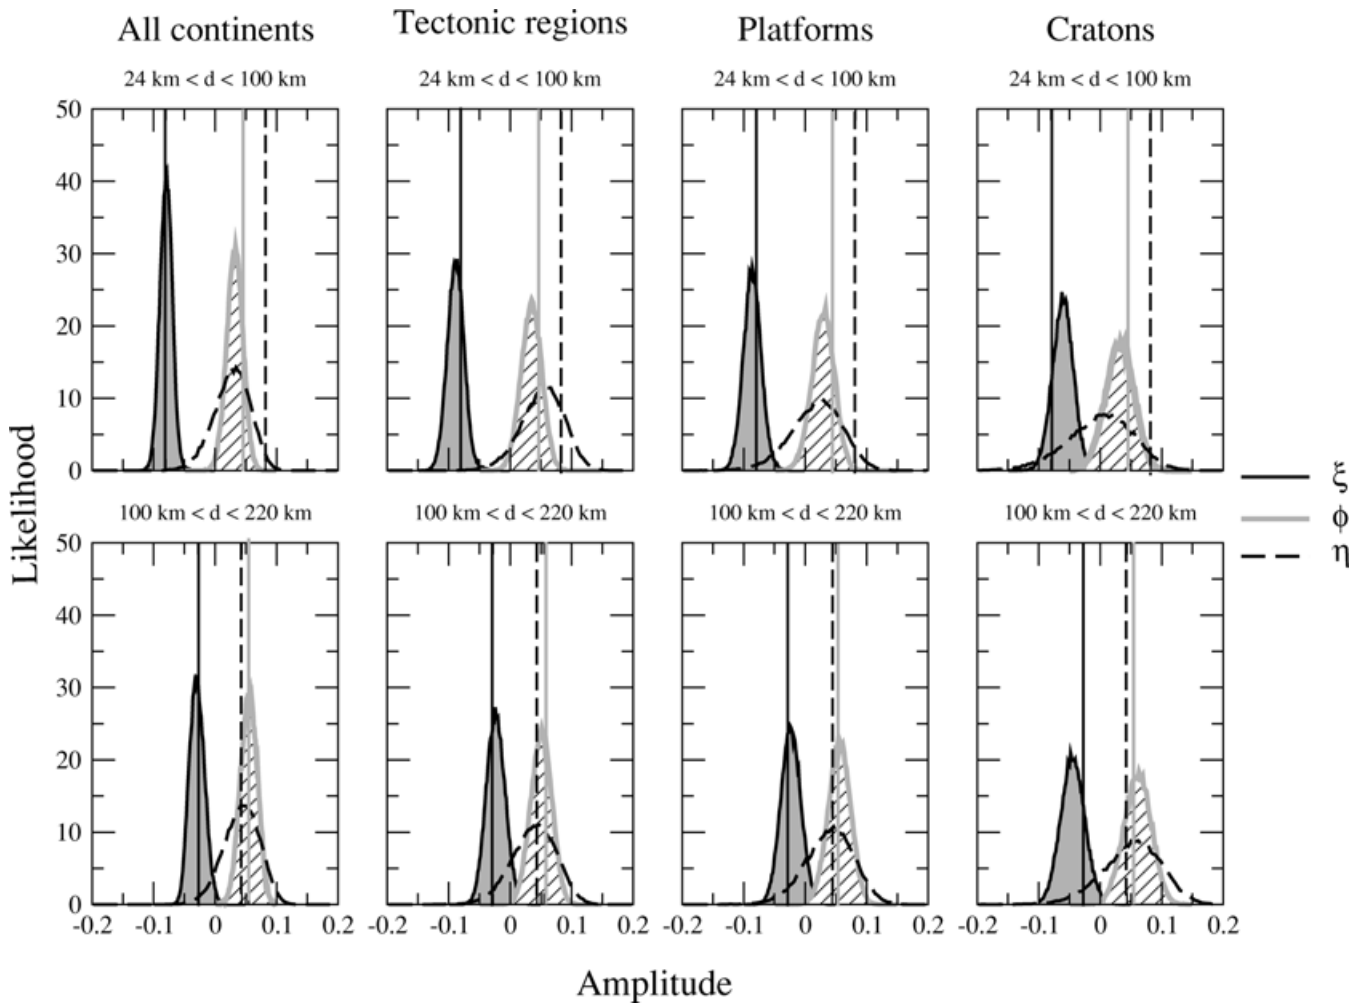 All continents Tectonic regions Platforms Cratons
24 km < d < 100 km 24 km < d < 100 km 24 km < d < 100 km 24 km < d < 100 km
50
40
30
20
10
0
100 km < d < 220 km 100 km < d < 220 km 100 km < d < 220 km 100 km < d < 220 km
50
40
30
20
10
0
-0.2 -0.1 0 0.1 0.2 -0.2 -0.1 0 0.1 0.2 -0.2 -0.1 0 0.1 0.2 -0.2 -0.1 0 0.1 0.2
Likelihood
Amplitude
ξ
ϕ
η